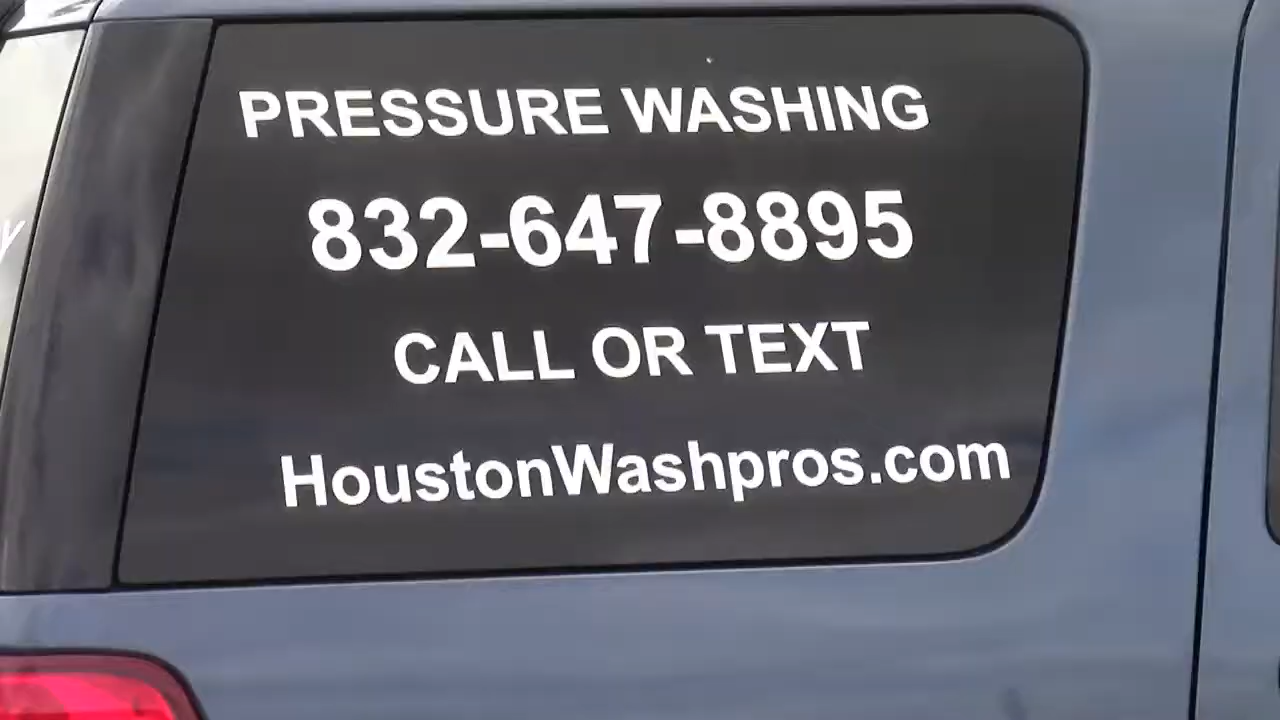 PRESSURE WASHING
832-647-8895
CALL OR TEXT
HoustonWashpros.com